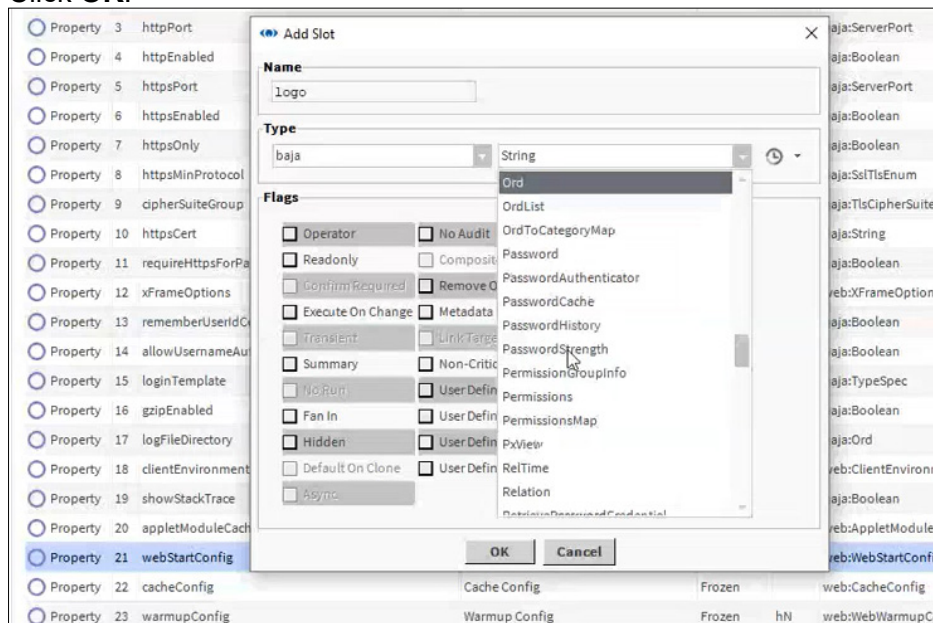 Click OK.
Property 3 httpPort aja:ServerPort
Add Slot
Property 4 httpEnabled aja:Boolean
Name
Property 5 httpsPort logo aja:ServerPort
Property 6 httpsEnabled aja:Boolean
Type
Property 7 httpsOnly baja String aja:Boolean
Property 8 httpsMinProtocol Ord aja:SslTlsEnum
Flags
Property 9 cipherSuiteGroup OrdList aja:TlsCipherSuite
Operator No Audit OrdToCategoryMap
Property 10 httpsCert aja:String
Readonly Composit Password
Property 11 requireHttpsForPa aja:Boolean
Confirm Required Remove O PasswordAuthenticator
Property 12 xFrameOptions eb:XFrameOption
Execute On Change Metadata PasswordCache
Property 13 rememberUserIdCo aja:Boolean
Transient Link Targe PasswordHistory
Property 14 allowUsernameAu aja:Boolean
Summary Non-Critic PasswordStrength
Property 15 loginTemplate PermissionGroupInfo aja:TypeSpec
No Run User Defin Permissions
Property 16 gzipEnabled aja:Boolean
Fan In User Defin PermissionsMap
Property 17 logFileDirectory aja:Ord
Hidden User Defin PxView
Property 18 clientEnvironment eb:ClientEnvironm
Default On Clone User Defin RelTime
Property 19 showStackTrace Async Relation aja:Boolean
RetrievePasswordCredential
Property 20 appletModuleCach eb:AppletModule
Property 21 webStartConfig OK Cancel eb:WebStartConfi
Property 22 cacheConfig Cache Config Frozen web:CacheConfig
Property 23 warmupConfig Warmup Config Frozen hN web:WebWarmupC